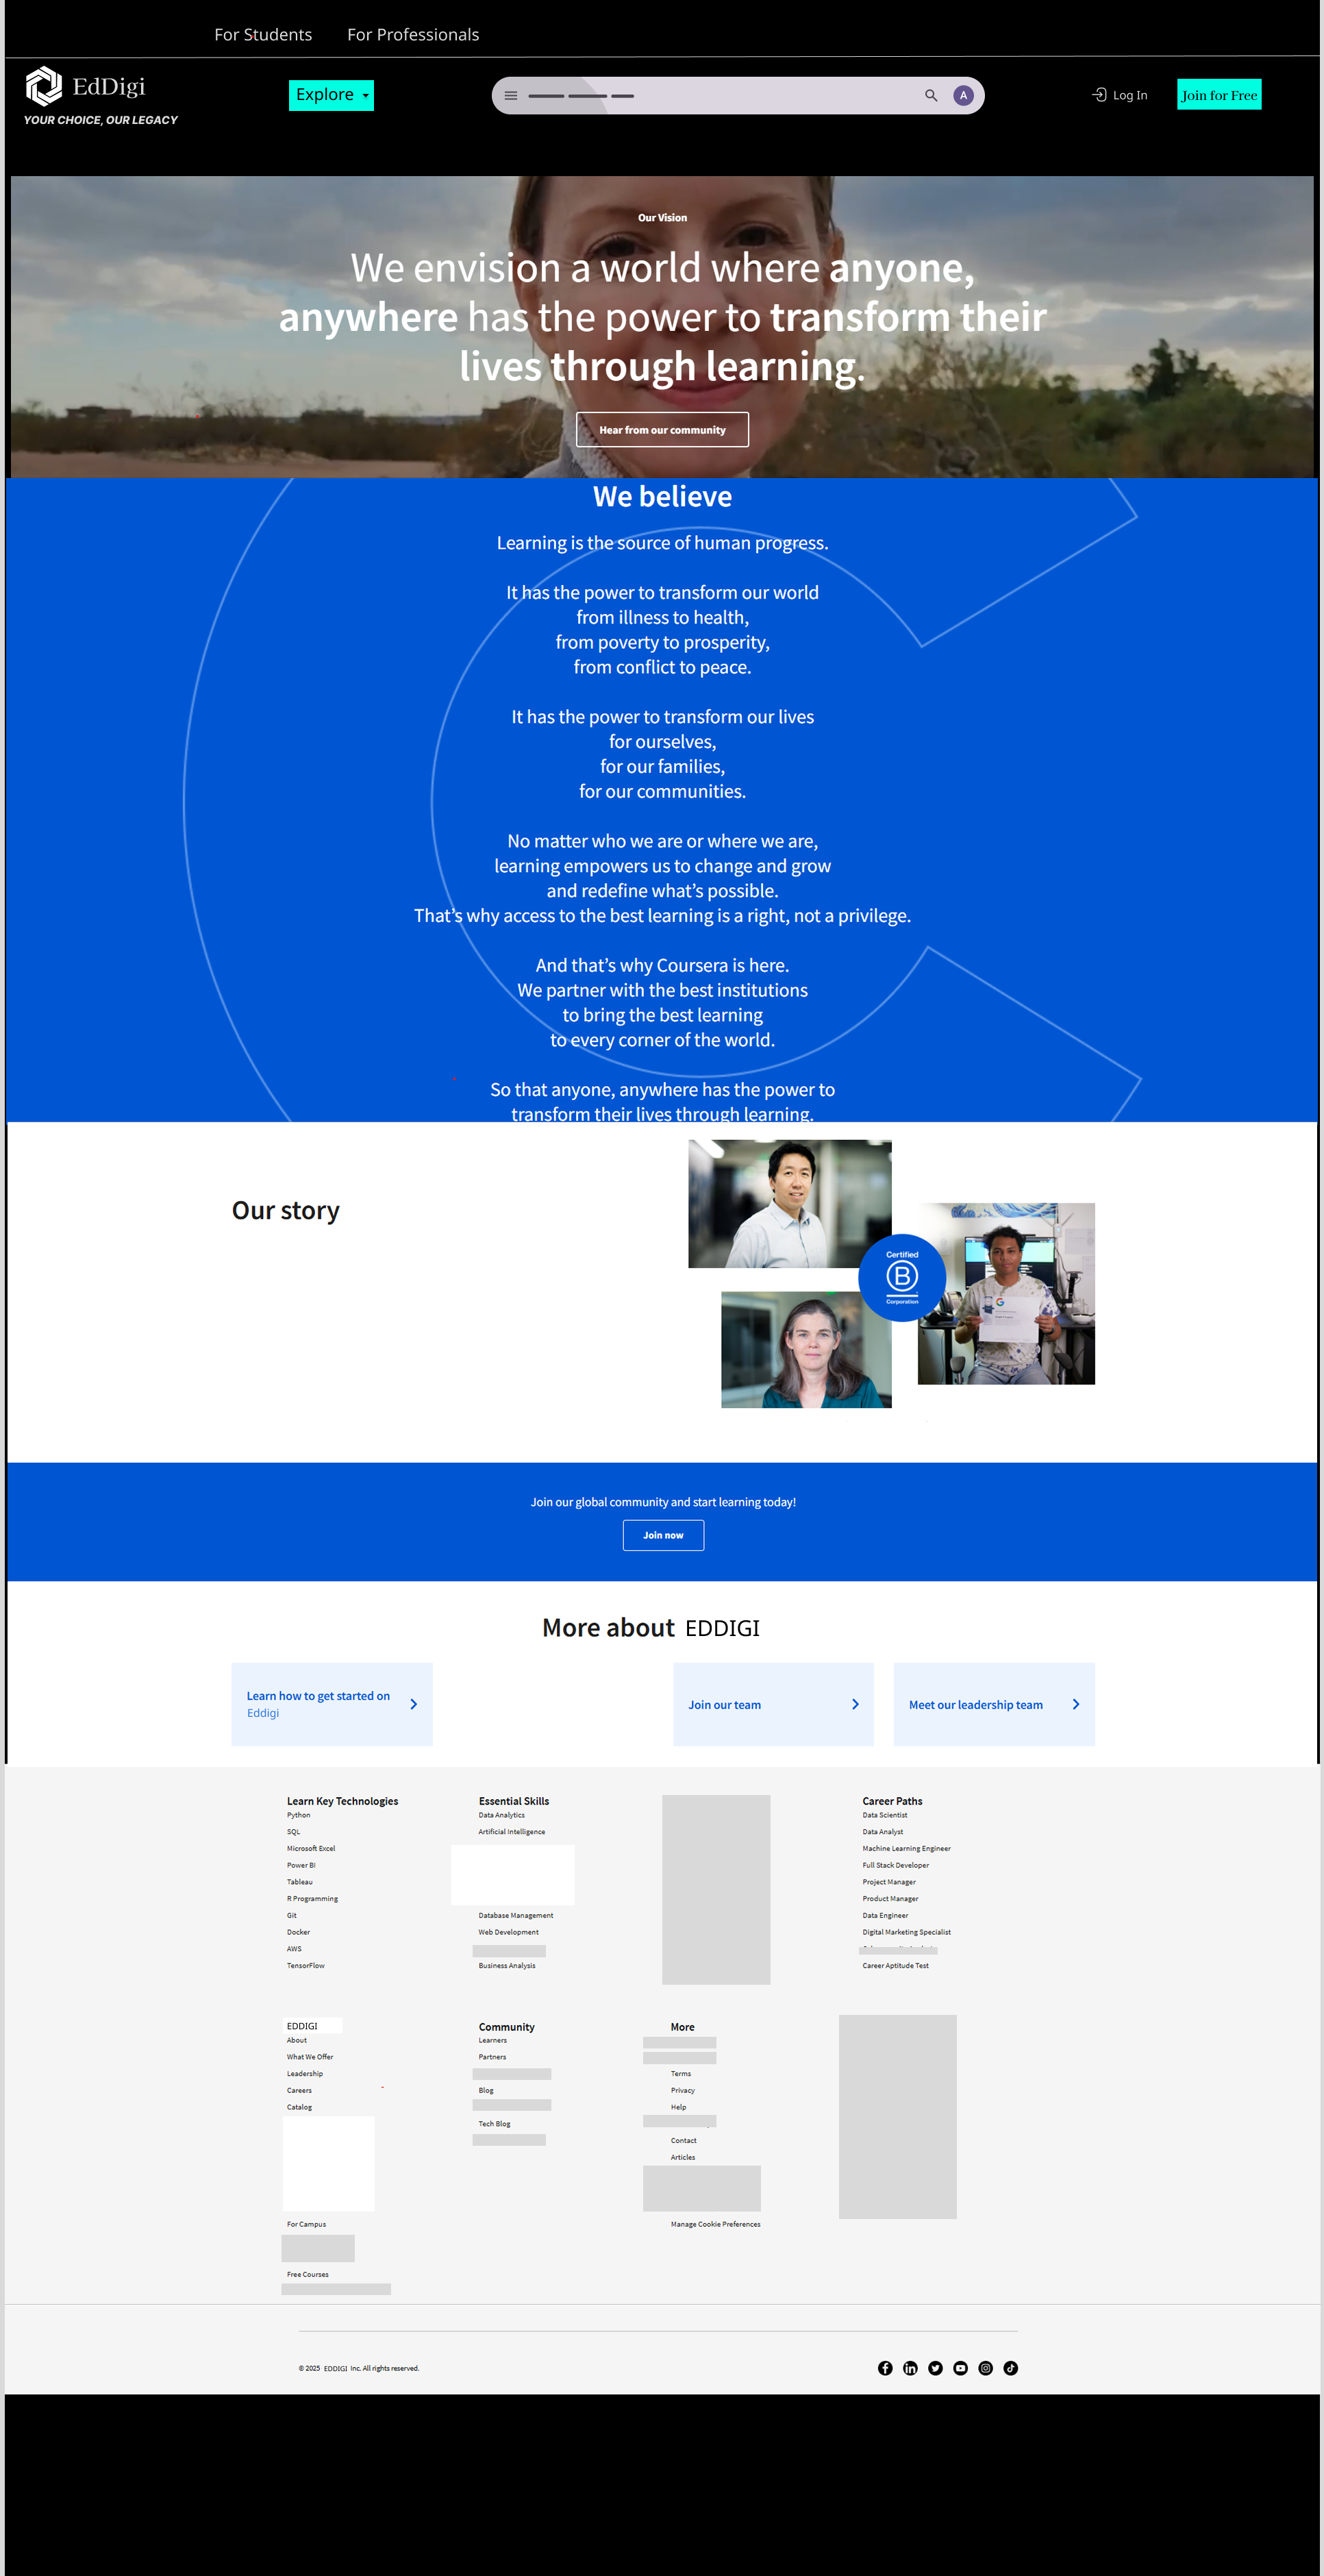 For Students
For Professionals
EdDigi
YOUR CHOICE, OUR LEGACY
Explore
A
Log In
Join for Free
Our Vision
We envision a world where anyone,
anywhere has the power to transform their
lives through learning.
Hear from our community
We believe
Learning is the source of human progress.
It has the power to transform our world
from illness to health,
from poverty to prosperity,
from conflict to peace.
It has the power to transform our lives
for ourselves,
for our families,
for our communities.
No matter who we are or where we are,
learning empowers us to change and grow
and redefine what’s possible.
That’s why access to the best learning is a right, not a privilege.
And that’s why Coursera is here.
We partner with the best institutions
to bring the best learning
to every corner of the world.
So that anyone, anywhere has the power to
transform their lives through learning.
Our story
Certified
B
Corporation
G
Join our global community and start learning today!
Join now
More about EDDIGI
Learn how to get started on
Eddigi
Join our team
Meet our leadership team
Learn Key Technologies
Python
SQL
Microsoft Excel
Power BI
Tableau
R Programming
Git
Docker
AWS
TensorFlow
Essential Skills
Data Analytics
Artificial Intelligence
Database Management
Web Development
Business Analysis
Career Paths
Data Scientist
Data Analyst
Machine Learning Engineer
Full Stack Developer
Project Manager
Product Manager
Data Engineer
Digital Marketing Specialist
Career Aptitude Test
EDDIGI
About
What We Offer
Leadership
Careers
Catalog
For Campus
Free Courses
Community
Learners
Partners
Blog
Tech Blog
More
Terms
Privacy
Help
Contact
Articles
Manage Cookie Preferences
© 2025 EDDIGI Inc. All rights reserved.